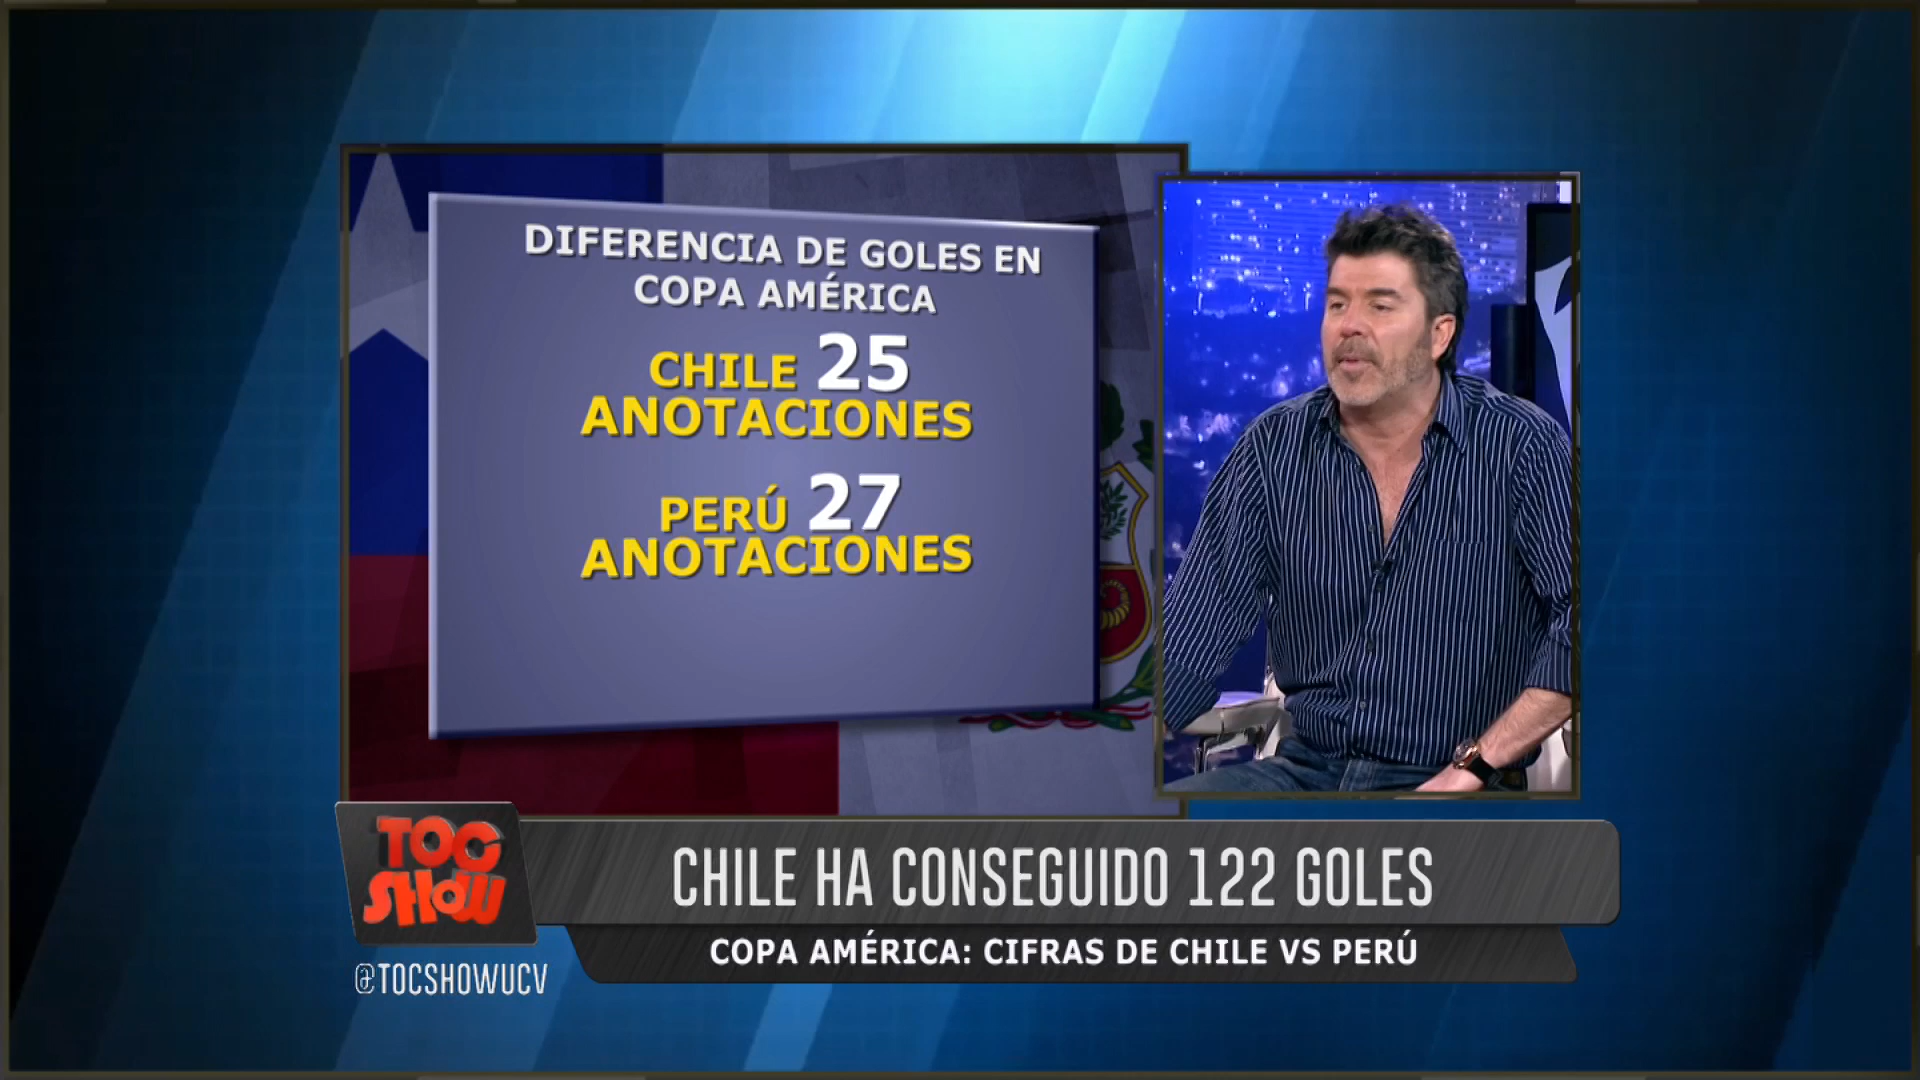 DIFERENCIA DE GOLES EN
COPA AMÉRICA
CHILE 25
ANOTACIONES
PERÚ 27
ANOTACIONES
TOC
SHOW
CHILE HA CONSEGUIDO 122 GOLES
COPA AMÉRICA: CIFRAS DE CHILE VS PERÚ
@TOCSHOWUCV